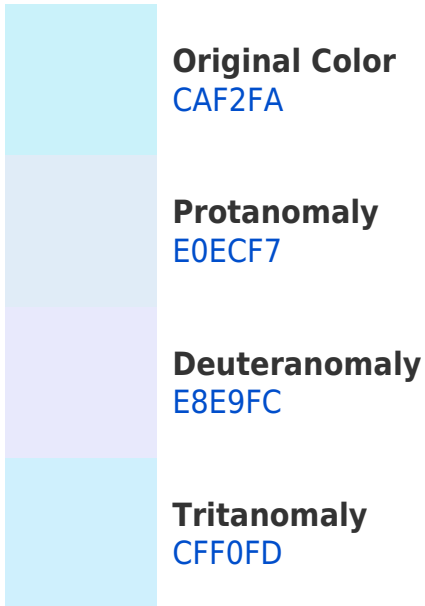 Original Color
CAF2FA
Protanomaly
E0ECF7
Deuteranomaly
E8E9FC
Tritanomaly
CFF0FD